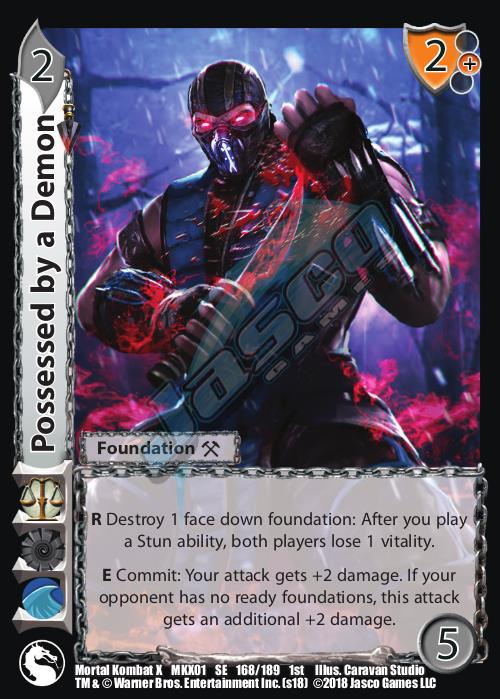 2
2
+
Possessed by a Demon
Jasco
GAMES
Foundation
R Destroy 1 face down foundation: After you play
a Stun ability, both players lose 1 vitality.
E Commit: Your attack gets +2 damage. If your
opponent has no ready foundations, this attack
gets an additional +2 damage.
5
Mortal Kombat X MKX01 SE 168/189 1st Illus. Caravan Studio
TM & © Warner Bros. Entertainment Inc. (s18) ©2018 Jasco Games LLC